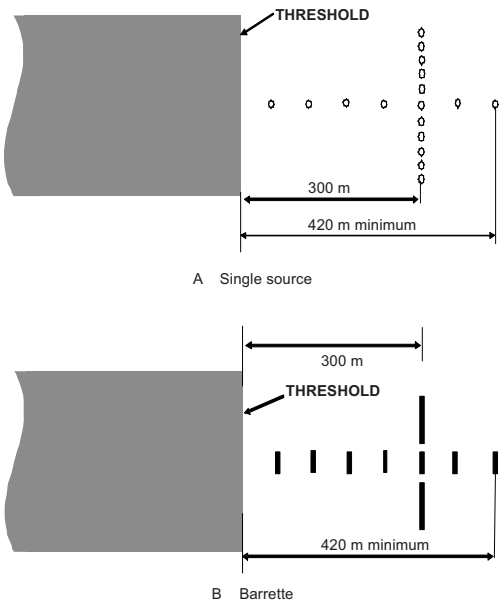 THRESHOLD
300 m
420 m minimum
A Single source
300 m
THRESHOLD
420 m minimum
B Barrette